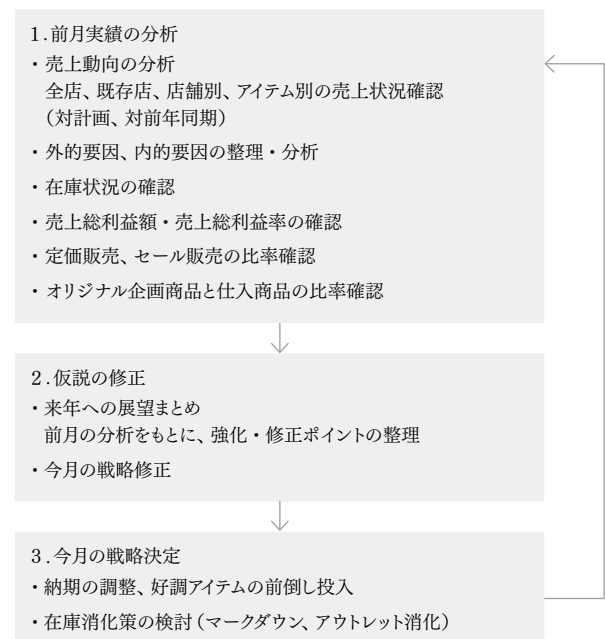 1.前月実績の分析
・売上動向の分析
全店、既存店、店舗別、アイテム別の売上状況確認
（対計画、対前年同期）
・外的要因、内的要因の整理・分析
・在庫状況の確認
・売上総利益額・売上総利益率の確認
・定価販売、セール販売の比率確認
・オリジナル企画商品と仕入商品の比率確認
2.仮説の修正
・来年への展望まとめ
前月の分析をもとに、強化・修正ポイントの整理
・今月の戦略修正
3.今月の戦略決定
・納期の調整、好調アイテムの前倒し投入
・在庫消化策の検討（マークダウン、アウトレット消化）